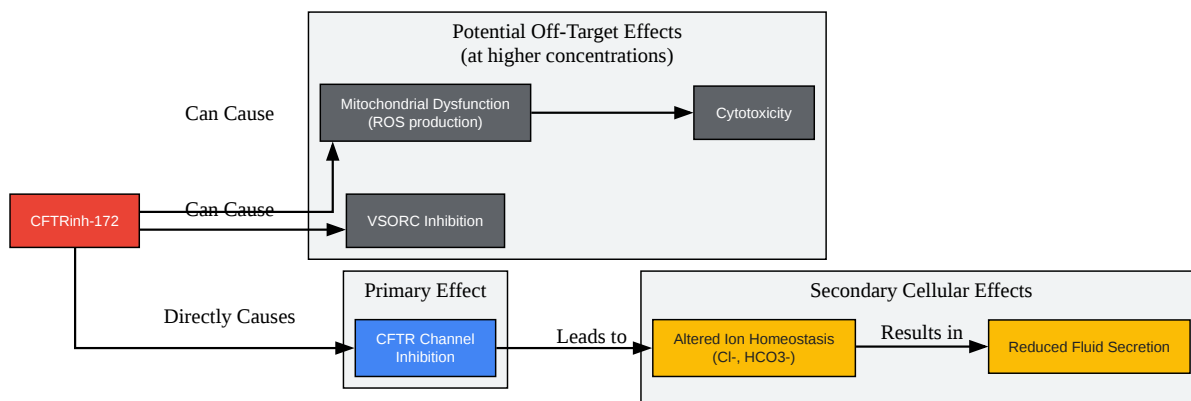 Potential Off-Target Effects
(at higher concentrations)
Can Cause
Mitochondrial Dysfunction
(ROS production)
Cytotoxicity
CFTRinh-172
Can Cause
VSORC Inhibition
Primary Effect
Secondary Cellular Effects
Directly Causes
CFTR Channel
Inhibition
Leads to
Altered Ion Homeostasis
(Cl-, HCO3-)
Results in
Reduced Fluid Secretion